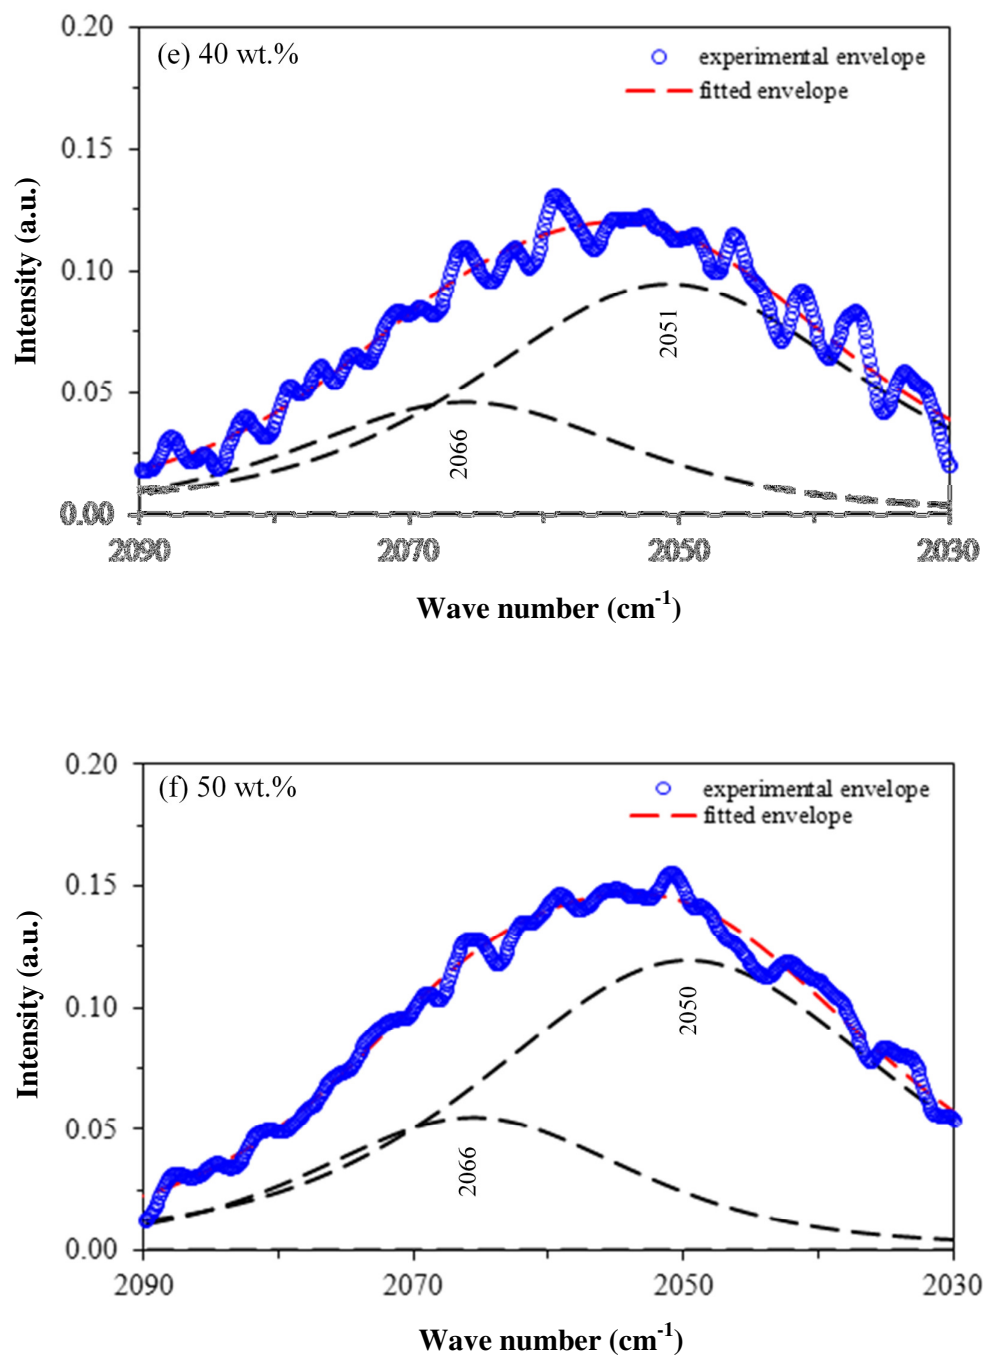 0.20
(e) 40 wt.%
experimental envelope
fitted envelope
0.15
0.10
0.05
0.00
Intensity (a.u.)
2051
2066
2090 2070 2050 2030
Wave number (cm-1)
0.20
(f) 50 wt.%
experimental envelope
fitted envelope
0.15
0.10
0.05
0.00
Intensity (a.u.)
2050
2066
2090 2070 2050 2030
Wave number (cm-1)